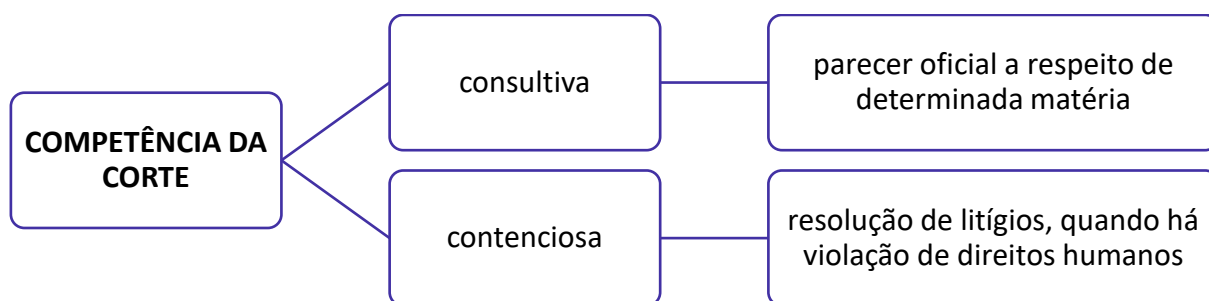 COMPETÊNCIA DA
CORTE
consultiva
parecer oficial a respeito de
determinada matéria
contenciosa
resolução de litígios, quando há
violação de direitos humanos